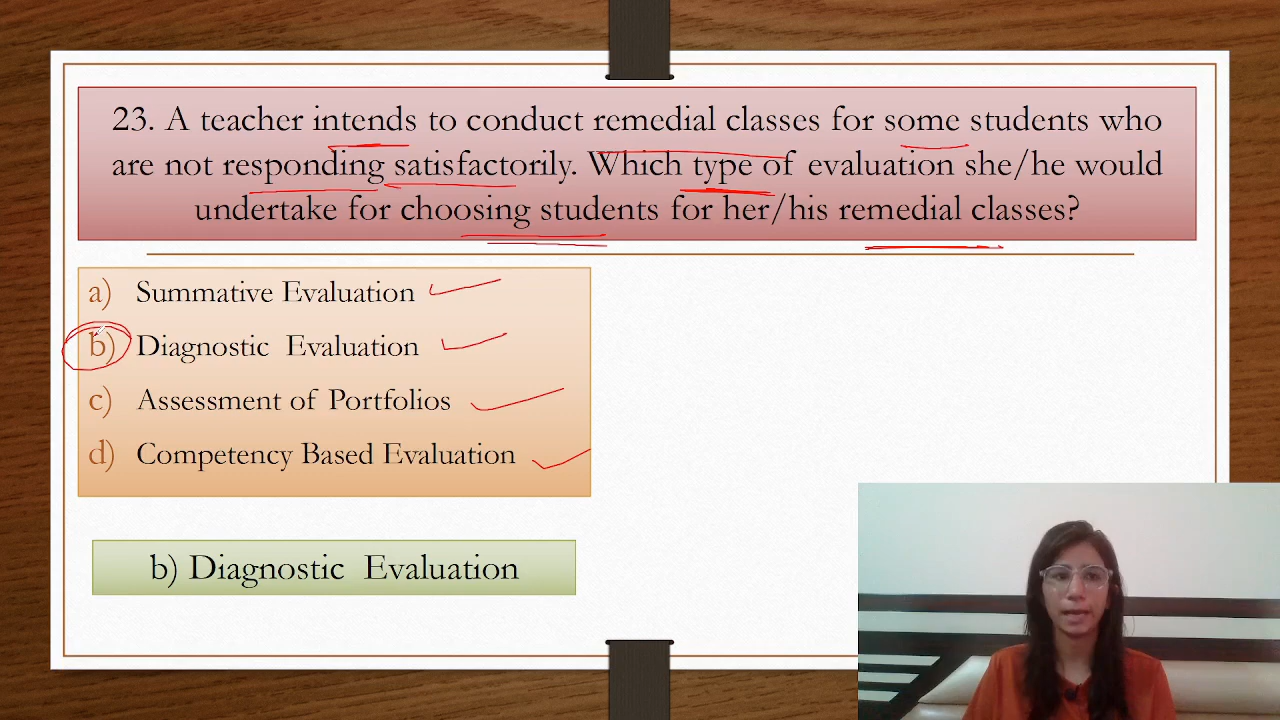 23. A teacher intends to conduct remedial classes for some students who
are not responding satisfactorily. Which type of evaluation she/he would
undertake for choosing students for her/his remedial classes?
a) Summative Evaluation
b) Diagnostic Evaluation
c) Assessment of Portfolios
d) Competency Based Evaluation
b) Diagnostic Evaluation